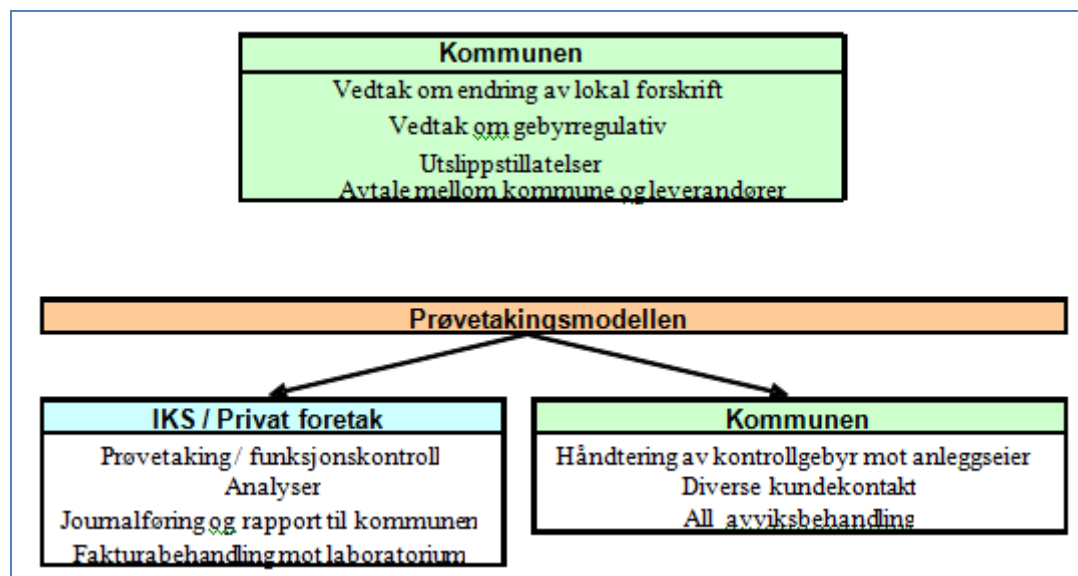 Kommunen
Vedtak om endring av lokal forskrift
Vedtak om gebyrregulativ
Utslippstillatelser
Avtale mellom kommune og leverandører
Prøvetakingsmodellen
IKS / Privat foretak
Prøvetaking / funksjonskontroll
Analyser
Journalføring og rapport til kommunen
Fakturabehandling mot laboratorium
Kommunen
Håndtering av kontrollgebyr mot anleggseier
Diverse kundekontakt
All avviksbehandling